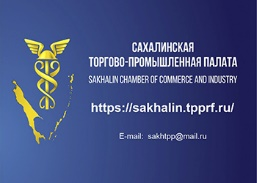 САХАЛИНСКАЯ
ТОРГОВО-ПРОМЫШЛЕННАЯ ПАЛАТА
SAKHALIN CHAMBER OF COMMERCE AND INDUSTRY
https://sakhalin.tpprf.ru/
E-mail: sakhtpp@mail.ru